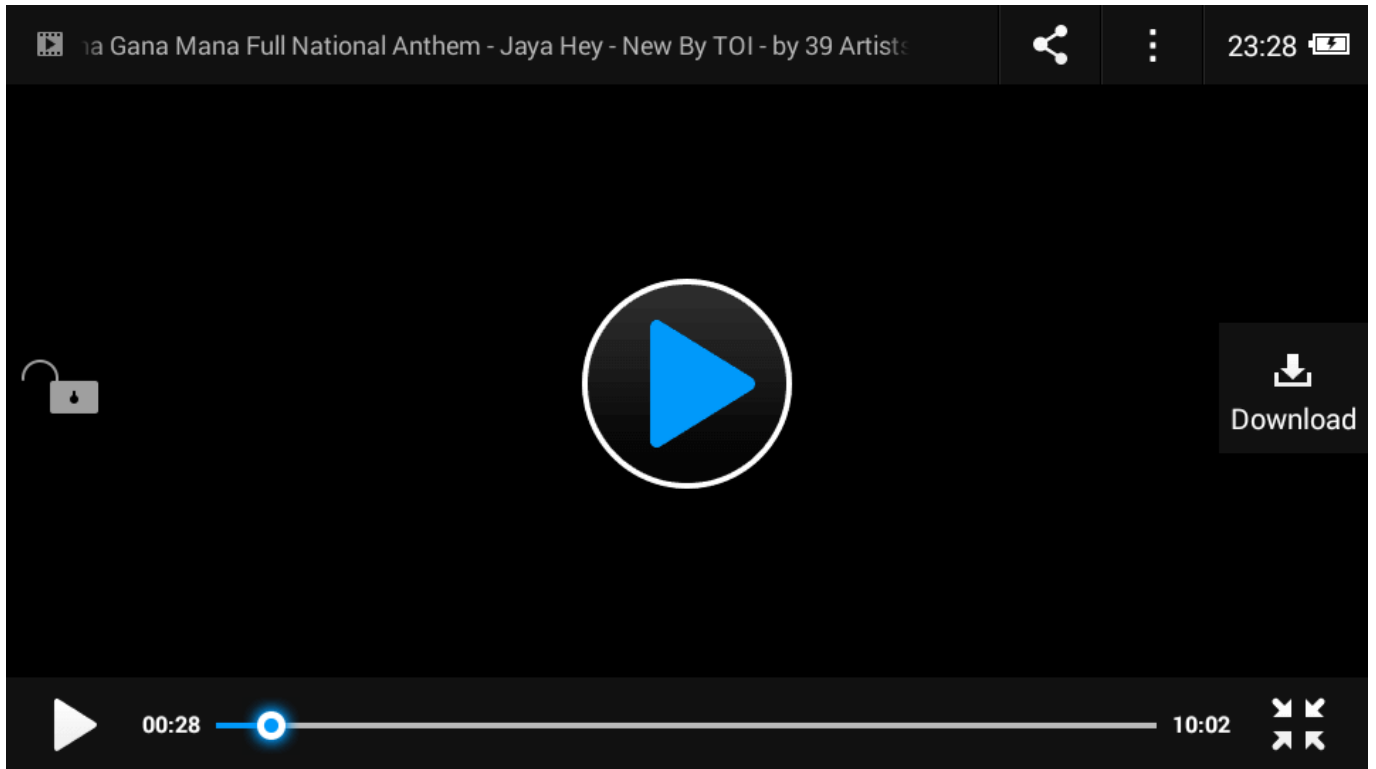 na Gana Mana Full National Anthem - Jaya Hey - New By TOI - by 39 Artists
23:28
Download
00:28
10:02